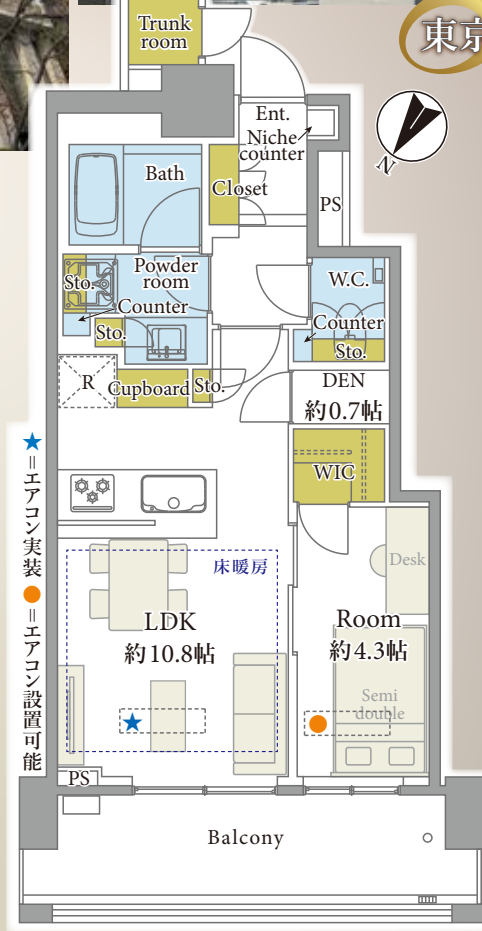 東京
Trunk
room
Ent.
Niche
counter
N
Bath
Closet
PS
Powder
room
Sto.
W.C.
Counter
Counter
Sto.
Sto.
R
Cupboard
Sto.
DEN
約0.7帖
WIC
★=エアコン実装 ●=エアコン設置可能
床暖房
Desk
LDK
約10.8帖
Room
約4.3帖
Semi
double
★
●
PS
Balcony